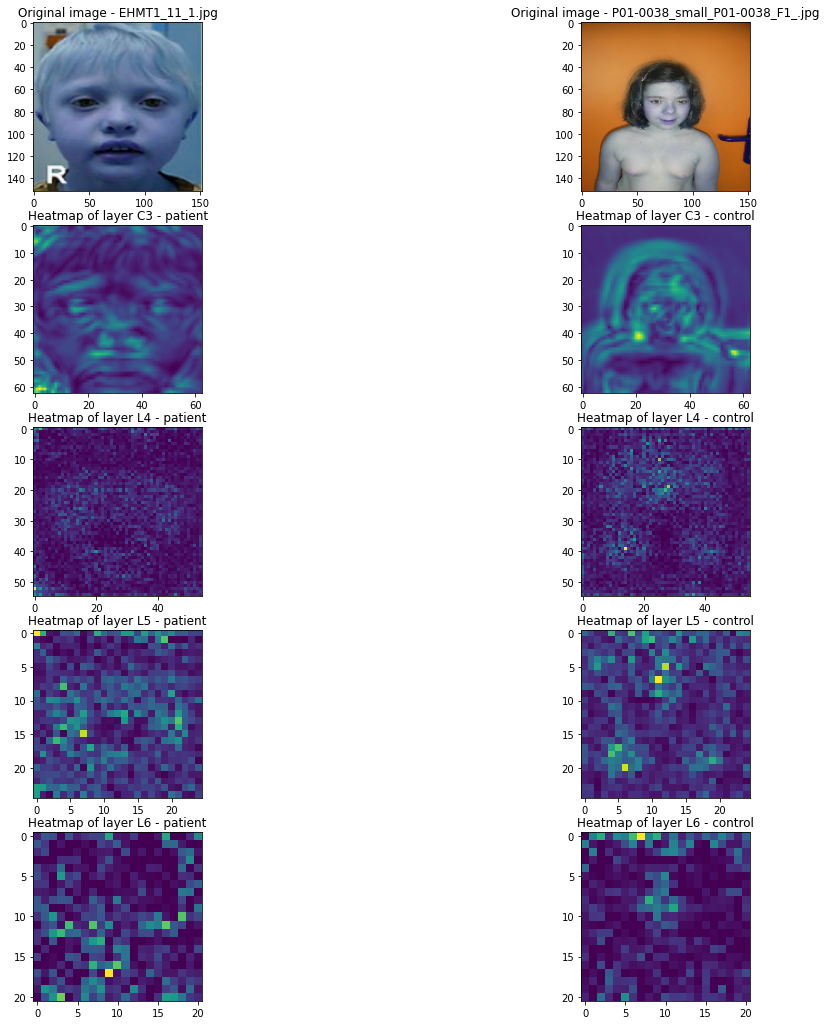 Original image - EHMT1_11_1.jpg
Original image - P01-0038_small_P01-0038_F1_.jpg
0
20
40
60
80
100
120
140
0 50 100 150
R
0
20
40
60
80
100
120
140
0 50 100 150
Heatmap of layer C3 - patient
Heatmap of layer C3 - control
0
10
20
30
40
50
60
0 20 40 60
0
10
20
30
40
50
60
0 20 40 60
Heatmap of layer L4 - patient
Heatmap of layer L4 - control
0
10
20
30
40
50
0 20 40
0
10
20
30
40
50
0 20 40
Heatmap of layer L5 - patient
Heatmap of layer L5 - control
0
5
10
15
20
0 5 10 15 20
0
5
10
15
20
0 5 10 15 20
Heatmap of layer L6 - patient
Heatmap of layer L6 - control
0
5
10
15
20
0 5 10 15 20
0
5
10
15
20
0 5 10 15 20